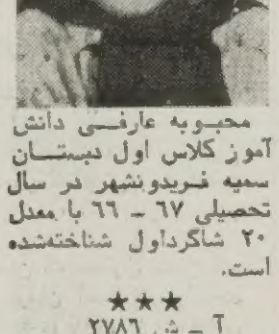 محبوبه عارفی دانش
آموز کلاس اول دبستان
سمیه فریدونشهر در سال
تحصیلی ۶۷ ـ ۶۶ با معدل
۲۰ شاگرداول شناخته‌شده
است.
★★★
آ ـ ش ۲۷۸۶